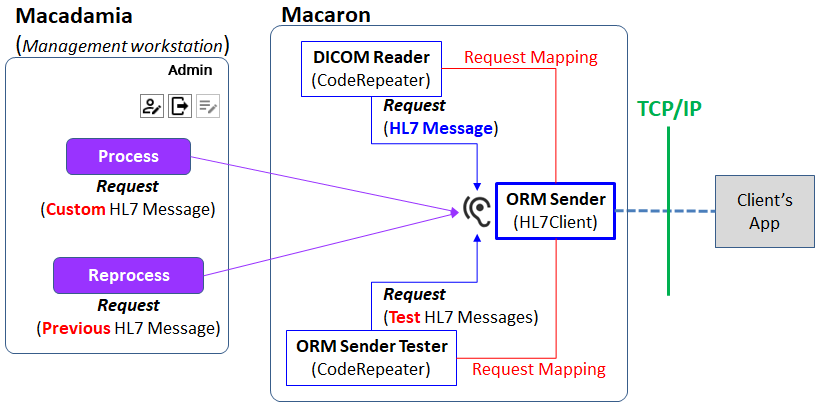 Macadamia
(Management workstation)
Admin
Process
Request
(Custom HL7 Message)
Reprocess
Request
(Previous HL7 Message)
Macaron
DICOM Reader
(CodeRepeater)
Request Mapping
Request
(HL7 Message)
ORM Sender
(HL7Client)
Request
(Test HL7 Messages)
ORM Sender Tester
(CodeRepeater)
Request Mapping
TCP/IP
Client’s
App